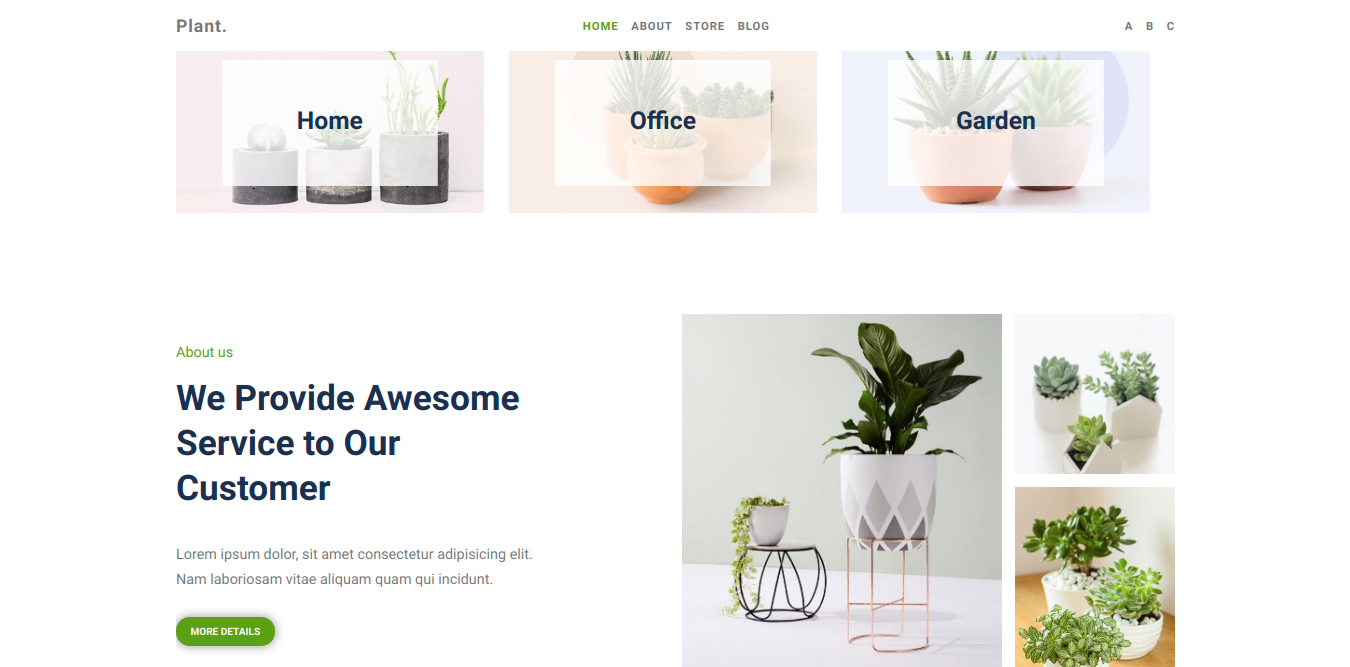 Plant.
HOME ABOUT STORE BLOG
A B C
Home
Office
Garden
About us
We Provide Awesome
Service to Our
Customer
Lorem ipsum dolor, sit amet consectetur adipisicing elit.
Nam laboriosam vitae aliquam quam qui incidunt.
MORE DETAILS